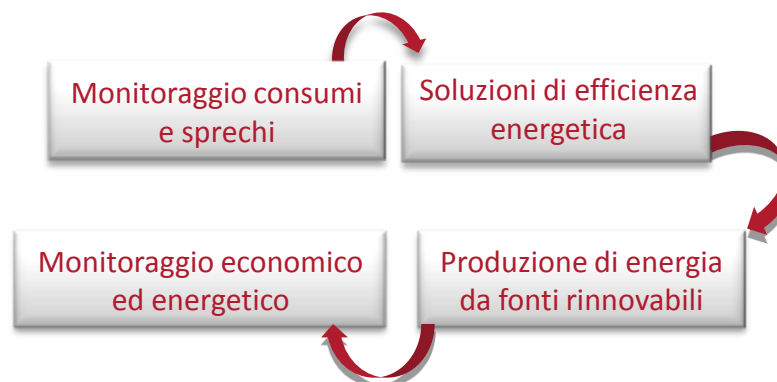 Monitoraggio consumi
e sprechi
Soluzioni di efficienza
energetica
Monitoraggio economico
ed energetico
Produzione di energia
da fonti rinnovabili